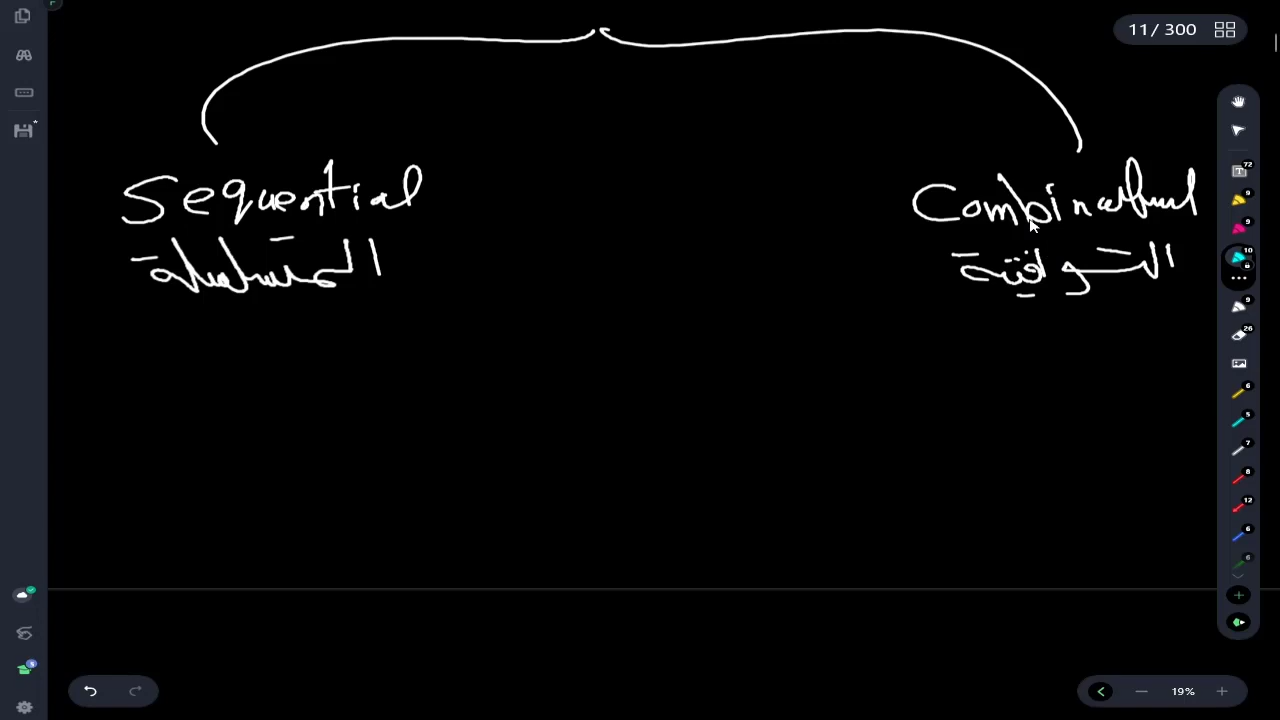 11 / 300
Sequential
المتسلسلة
Combinational
التوافقية
19%